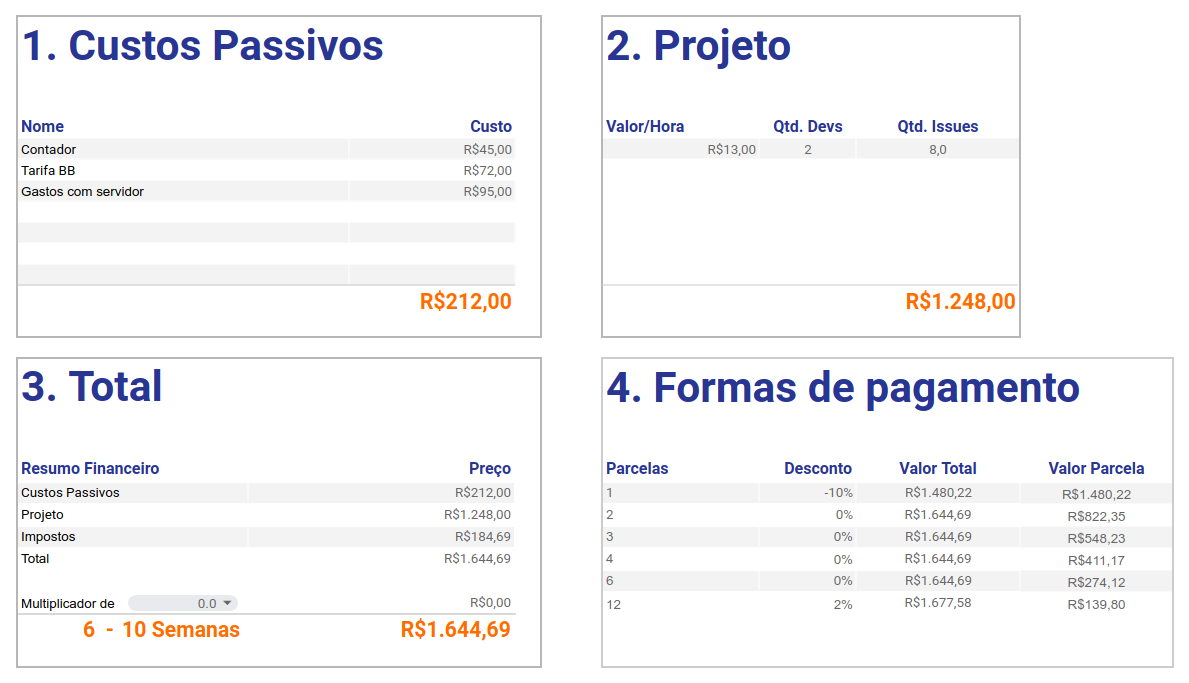 1. Custos Passivos
Nome Custo
Contador R$45,00
Tarifa BB R$72,00
Gastos com servidor R$95,00
R$212,00
2. Projeto
Valor/Hora Qtd. Devs Qtd. Issues
R$13,00 2 8,0
R$1.248,00
3. Total
Resumo Financeiro Preço
Custos Passivos R$212,00
Projeto R$1.248,00
Impostos R$184,69
Total R$1.644,69
Multiplicador de 0.0 R$0,00
6 - 10 Semanas R$1.644,69
4. Formas de pagamento
Parcelas Desconto Valor Total Valor Parcela
1 -10% R$1.480,22 R$1.480,22
2 0% R$1.644,69 R$822,35
3 0% R$1.644,69 R$548,23
4 0% R$1.644,69 R$411,17
6 0% R$1.644,69 R$274,12
12 2% R$1.677,58 R$139,80